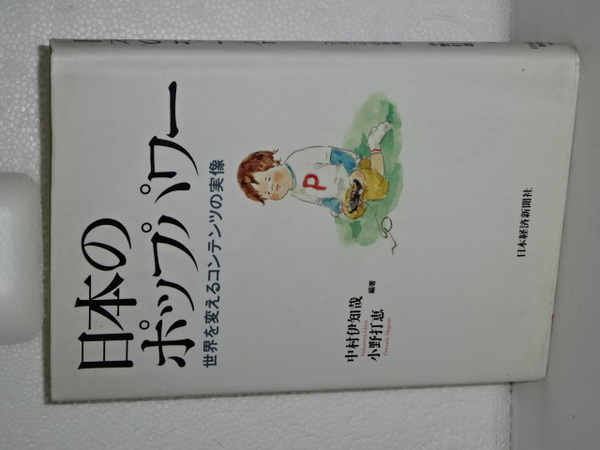 日本の
ポップパワー
世界を変えるコンテンツの実像
P
中村伊知哉
小野打恵
編著
日本経済新聞社